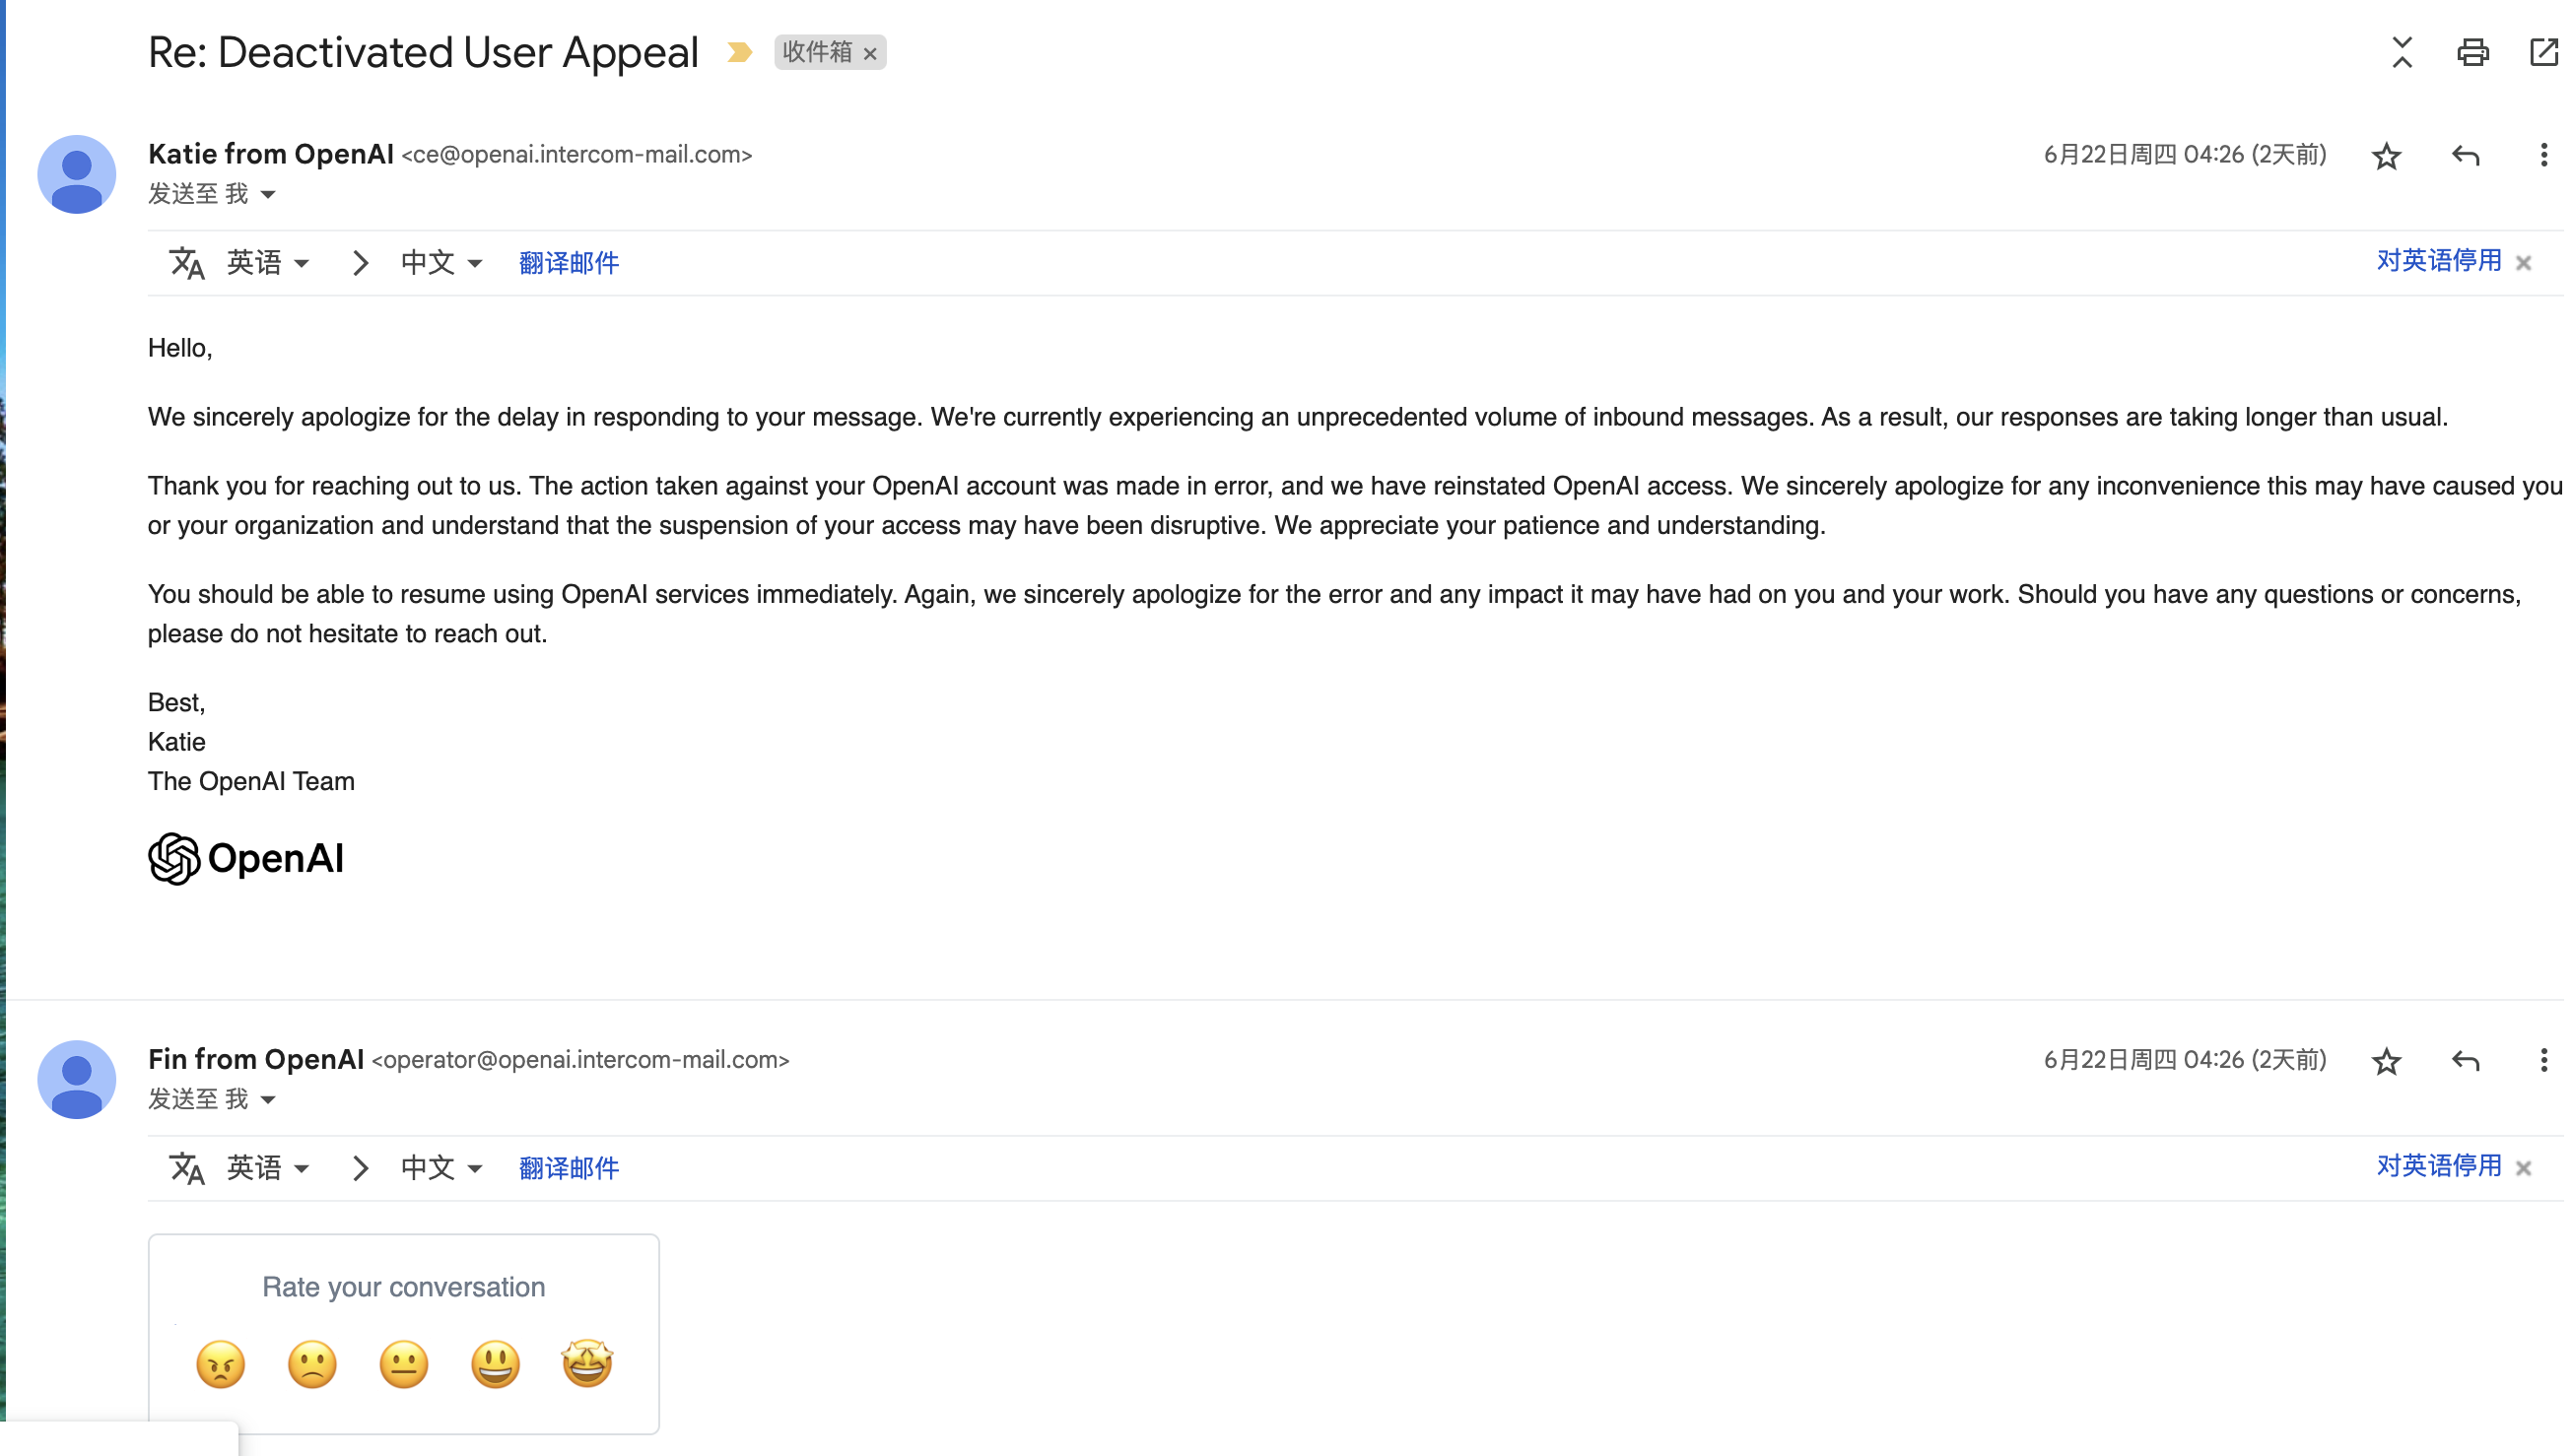 Re: Deactivated User Appeal 收件箱 ×
Katie from OpenAI <ce@openai.intercom-mail.com> 6月22日周四 04:26 (2天前)
发送至 我
英语 中文 翻译邮件 对英语停用 ×
Hello,
We sincerely apologize for the delay in responding to your message. We're currently experiencing an unprecedented volume of inbound messages. As a result, our responses are taking longer than usual.
Thank you for reaching out to us. The action taken against your OpenAI account was made in error, and we have reinstated OpenAI access. We sincerely apologize for any inconvenience this may have caused you
or your organization and understand that the suspension of your access may have been disruptive. We appreciate your patience and understanding.
You should be able to resume using OpenAI services immediately. Again, we sincerely apologize for the error and any impact it may have had on you and your work. Should you have any questions or concerns,
please do not hesitate to reach out.
Best,
Katie
The OpenAI Team
OpenAI
Fin from OpenAI <operator@openai.intercom-mail.com> 6月22日周四 04:26 (2天前)
发送至 我
英语 中文 翻译邮件 对英语停用 ×
Rate your conversation